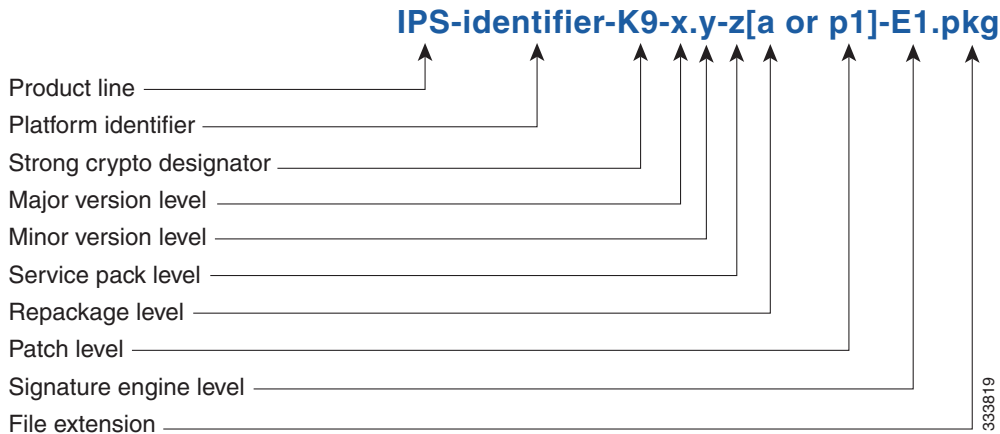 IPS-identifier-K9-x.y-z[a or p1]-E1.pkg
Product line
Platform identifier
Strong crypto designator
Major version level
Minor version level
Service pack level
Repackage level
Patch level
Signature engine level
File extension
333819